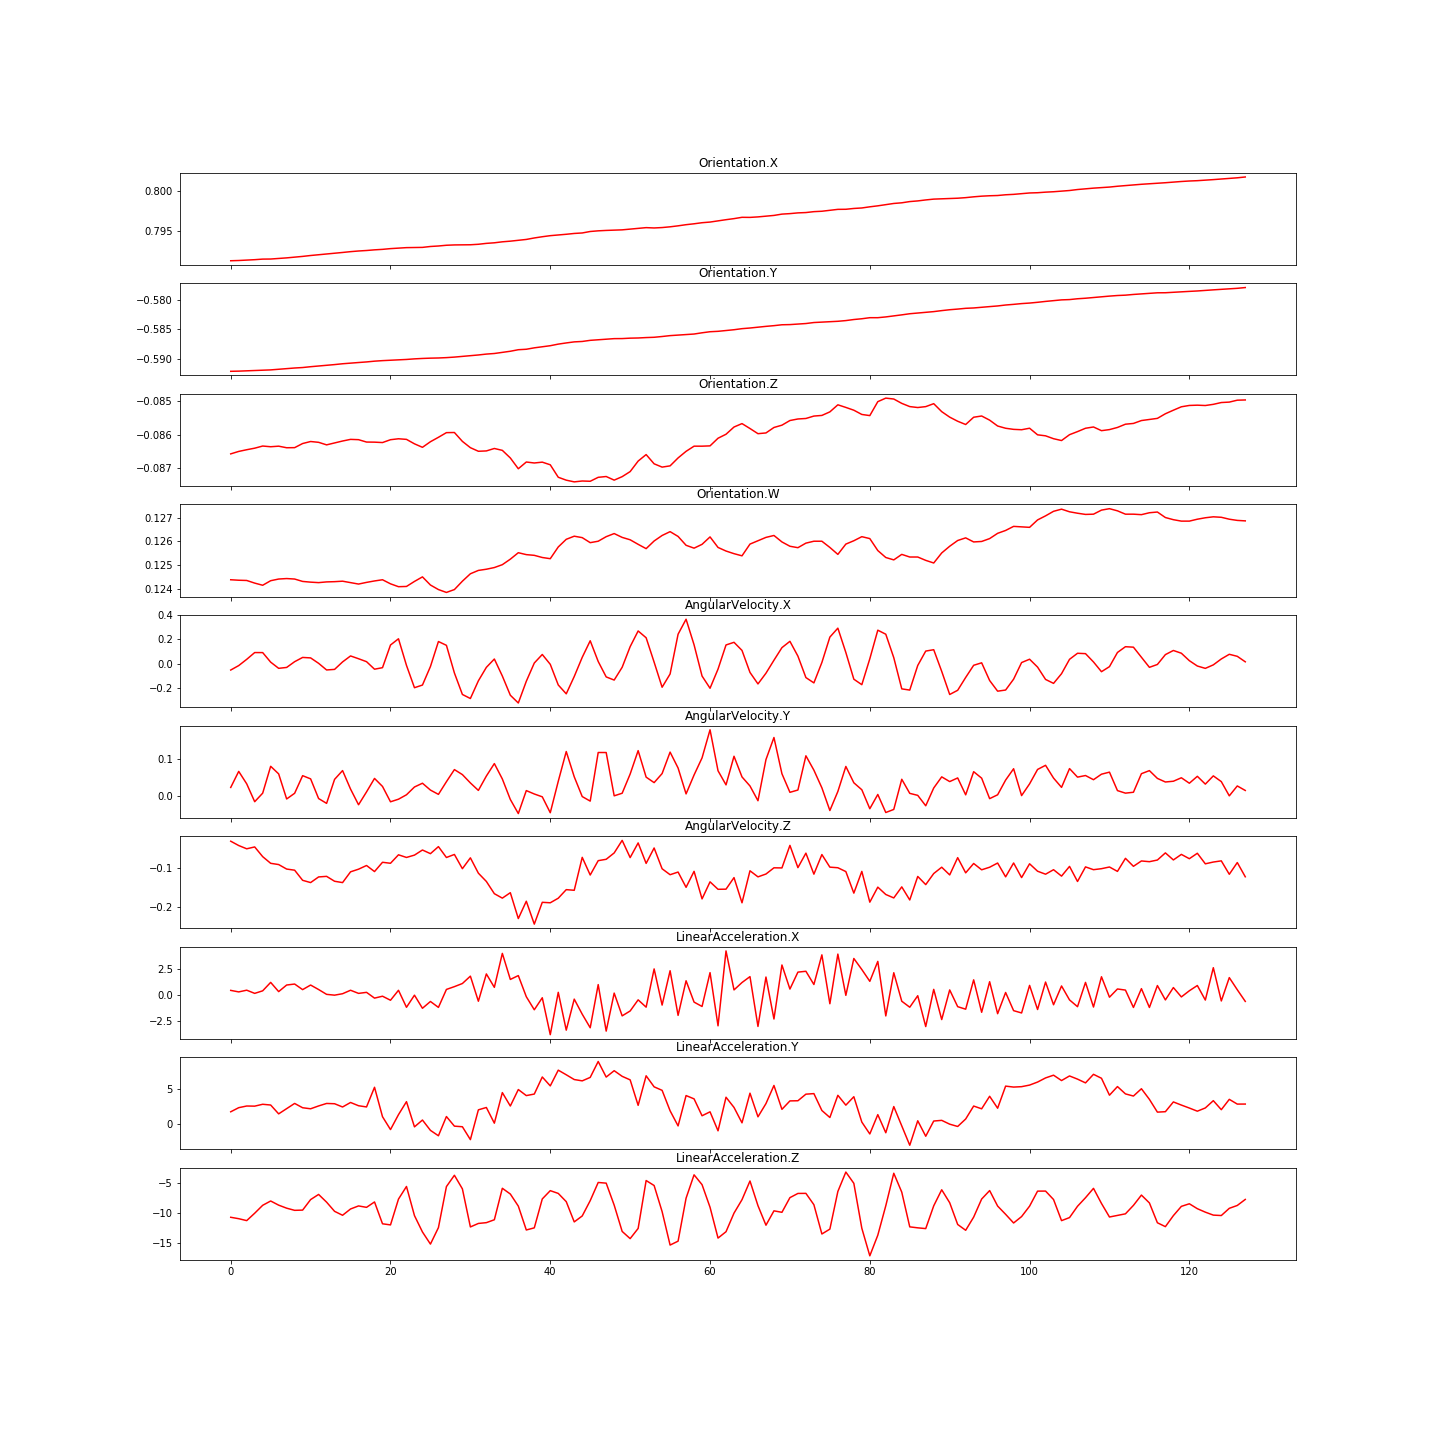 Orientation.X
0.800
0.795
Orientation.Y
−0.580
−0.585
−0.590
Orientation.Z
−0.085
−0.086
−0.087
Orientation.W
0.127
0.126
0.125
0.124
AngularVelocity.X
0.4
0.2
0.0
−0.2
AngularVelocity.Y
0.1
0.0
AngularVelocity.Z
−0.1
−0.2
LinearAcceleration.X
2.5
0.0
−2.5
LinearAcceleration.Y
5
0
LinearAcceleration.Z
−5
−10
−15
0 20 40 60 80 100 120